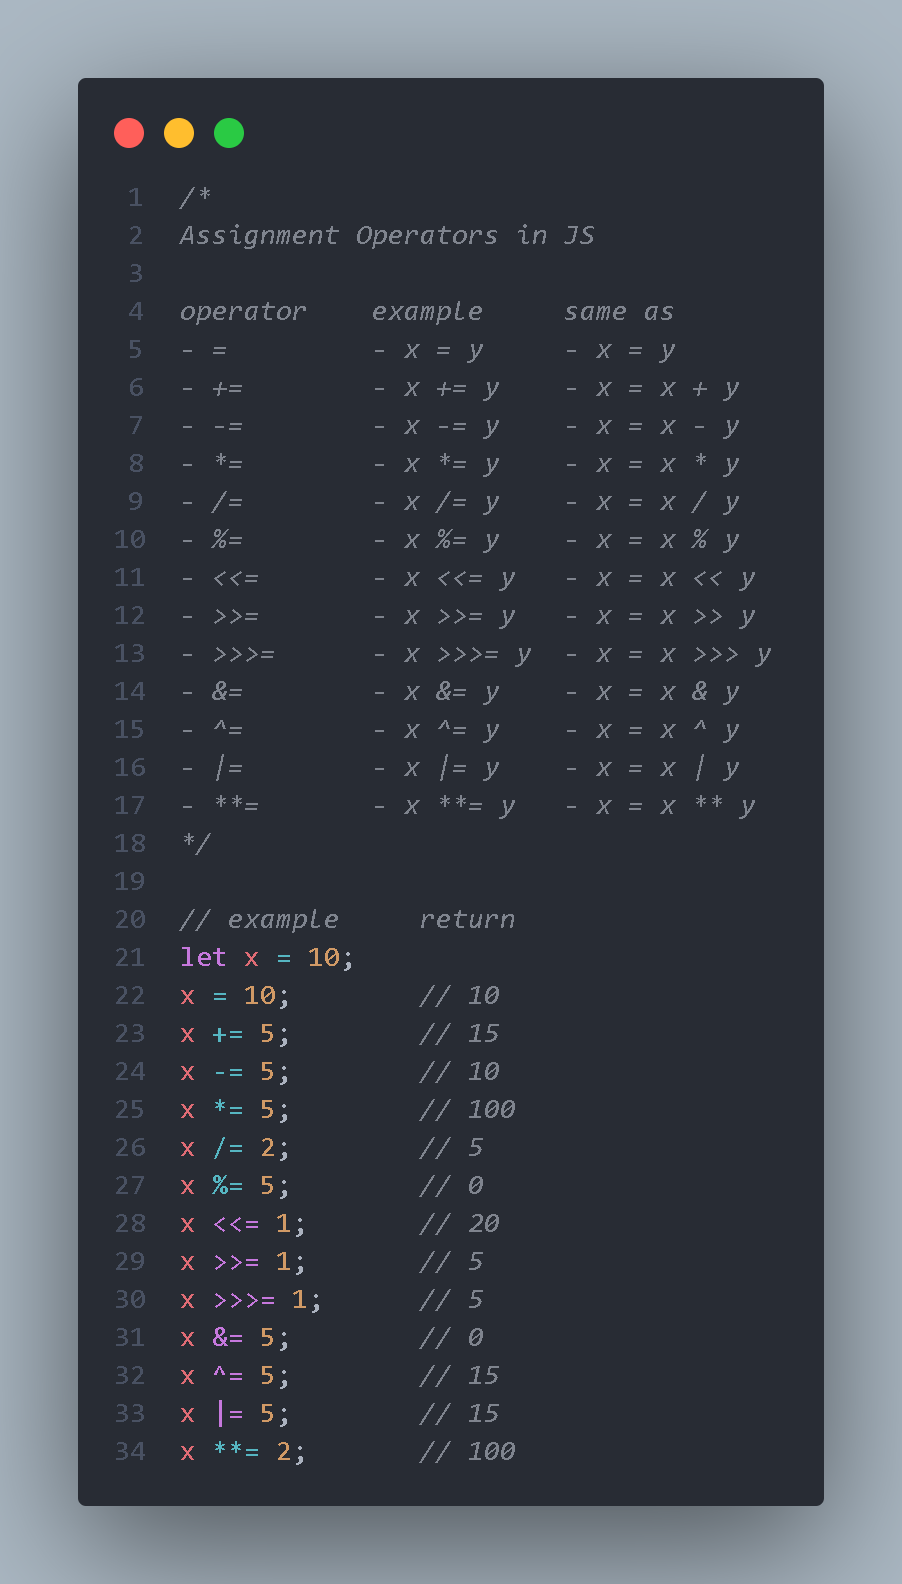 1 /*
2 Assignment Operators in JS
3
4 operator    example     same as
5 - =         - x = y     - x = y
6 - +=        - x += y    - x = x + y
7 - -=        - x -= y    - x = x - y
8 - *=        - x *= y    - x = x * y
9 - /=        - x /= y    - x = x / y
10 - %=        - x %= y    - x = x % y
11 - <<=       - x <<= y   - x = x << y
12 - >>=       - x >>= y   - x = x >> y
13 - >>>=      - x >>>= y  - x = x >>> y
14 - &=        - x &= y    - x = x & y
15 - ^=        - x ^= y    - x = x ^ y
16 - |=        - x |= y    - x = x | y
17 - **=       - x **= y   - x = x ** y
18 */
19
20 // example     return
21 let x = 10;
22 x = 10;        // 10
23 x += 5;        // 15
24 x -= 5;        // 10
25 x *= 5;        // 100
26 x /= 2;        // 5
27 x %= 5;        // 0
28 x <<= 1;       // 20
29 x >>= 1;       // 5
30 x >>>= 1;      // 5
31 x &= 5;        // 0
32 x ^= 5;        // 15
33 x |= 5;        // 15
34 x **= 2;       // 100